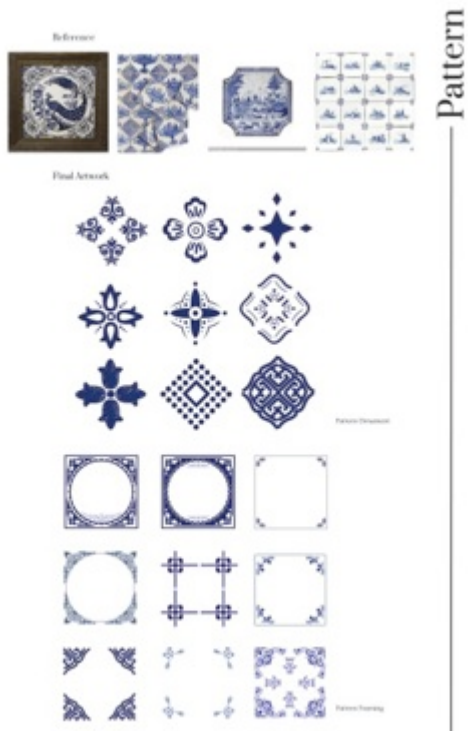 Pattern
Reference
Final Artwork
Pattern Ornament
Pattern Framing